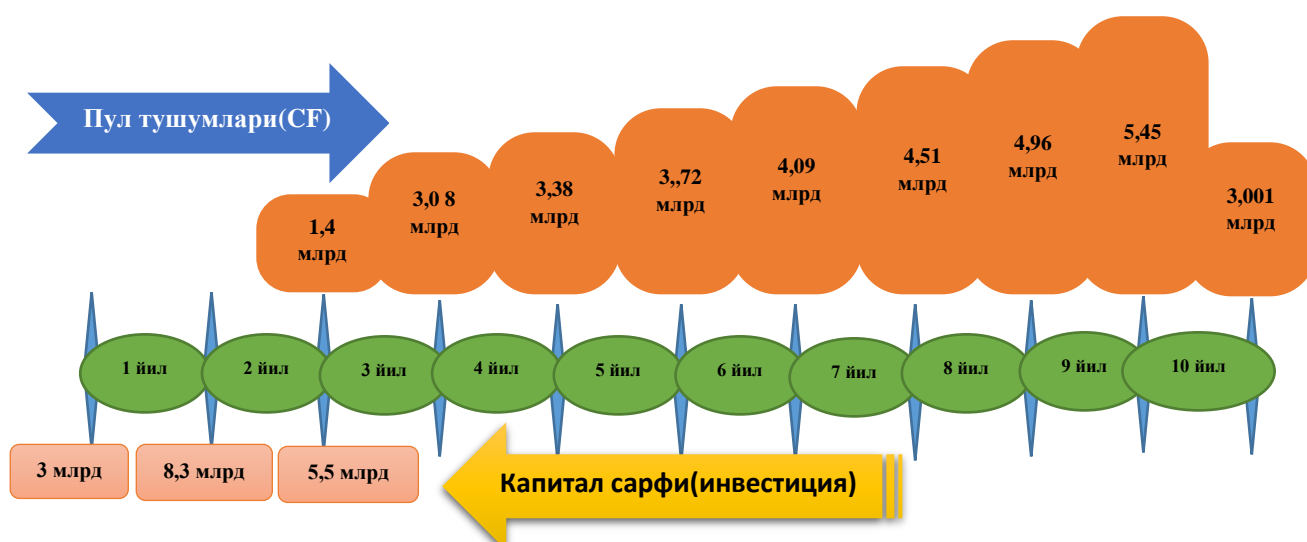 Пул тушумлари(CF)
1,4
млрд
3,0 8
млрд
3,38
млрд
3,,72
млрд
4,09
млрд
4,51
млрд
4,96
млрд
5,45
млрд
3,001
млрд
1 йил
2 йил
3 йил
4 йил
5 йил
6 йил
7 йил
8 йил
9 йил
10 йил
3 млрд
8,3 млрд
5,5 млрд
Капитал сарфи(инвестиция)